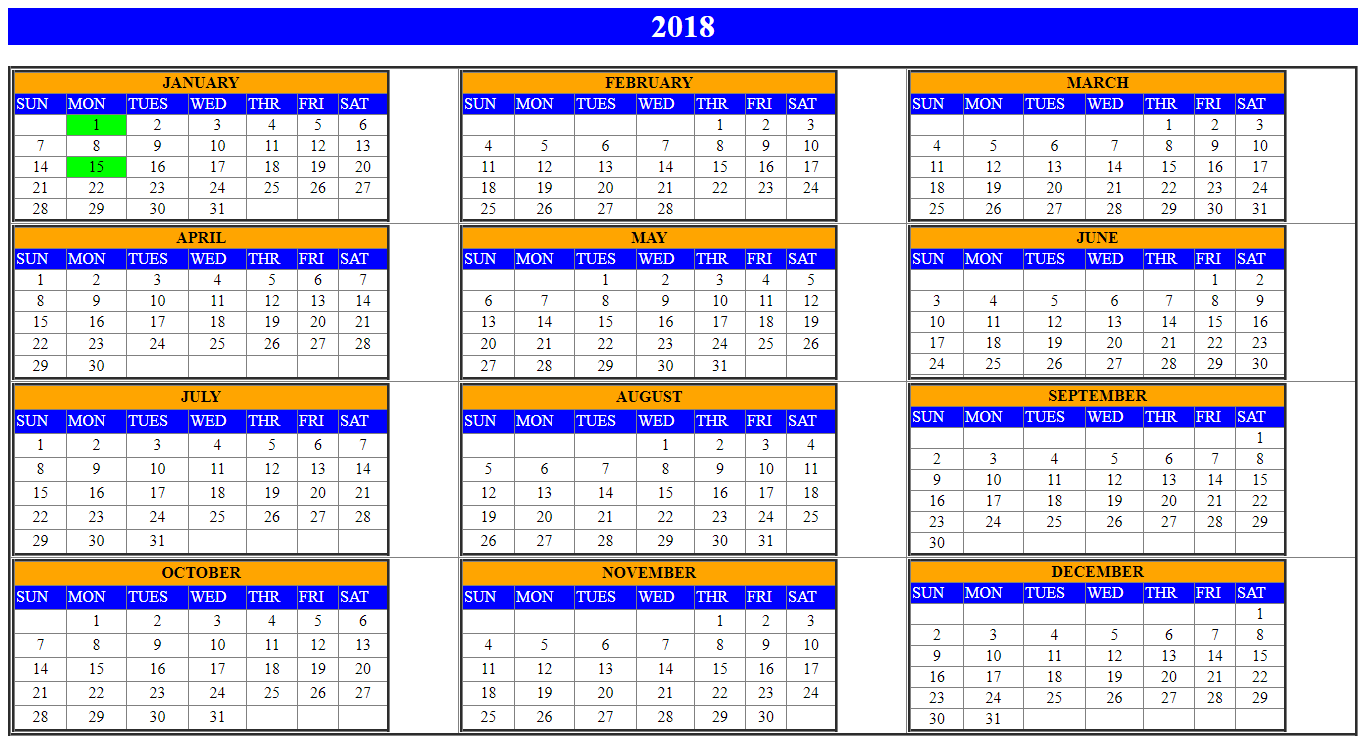 2018
JANUARY
SUN MON TUES WED THR FRI SAT
1 2 3 4 5 6
7 8 9 10 11 12 13
14 15 16 17 18 19 20
21 22 23 24 25 26 27
28 29 30 31
FEBRUARY
SUN MON TUES WED THR FRI SAT
1 2 3
4 5 6 7 8 9 10
11 12 13 14 15 16 17
18 19 20 21 22 23 24
25 26 27 28
MARCH
SUN MON TUES WED THR FRI SAT
1 2 3
4 5 6 7 8 9 10
11 12 13 14 15 16 17
18 19 20 21 22 23 24
25 26 27 28 29 30 31
APRIL
SUN MON TUES WED THR FRI SAT
1 2 3 4 5 6 7
8 9 10 11 12 13 14
15 16 17 18 19 20 21
22 23 24 25 26 27 28
29 30
MAY
SUN MON TUES WED THR FRI SAT
1 2 3 4 5
6 7 8 9 10 11 12
13 14 15 16 17 18 19
20 21 22 23 24 25 26
27 28 29 30 31
JUNE
SUN MON TUES WED THR FRI SAT
1 2
3 4 5 6 7 8 9
10 11 12 13 14 15 16
17 18 19 20 21 22 23
24 25 26 27 28 29 30
JULY
SUN MON TUES WED THR FRI SAT
1 2 3 4 5 6 7
8 9 10 11 12 13 14
15 16 17 18 19 20 21
22 23 24 25 26 27 28
29 30 31
AUGUST
SUN MON TUES WED THR FRI SAT
1 2 3 4
5 6 7 8 9 10 11
12 13 14 15 16 17 18
19 20 21 22 23 24 25
26 27 28 29 30 31
SEPTEMBER
SUN MON TUES WED THR FRI SAT
1
2 3 4 5 6 7 8
9 10 11 12 13 14 15
16 17 18 19 20 21 22
23 24 25 26 27 28 29
30
OCTOBER
SUN MON TUES WED THR FRI SAT
1 2 3 4 5 6
7 8 9 10 11 12 13
14 15 16 17 18 19 20
21 22 23 24 25 26 27
28 29 30 31
NOVEMBER
SUN MON TUES WED THR FRI SAT
1 2 3
4 5 6 7 8 9 10
11 12 13 14 15 16 17
18 19 20 21 22 23 24
25 26 27 28 29 30
DECEMBER
SUN MON TUES WED THR FRI SAT
1
2 3 4 5 6 7 8
9 10 11 12 13 14 15
16 17 18 19 20 21 22
23 24 25 26 27 28 29
30 31